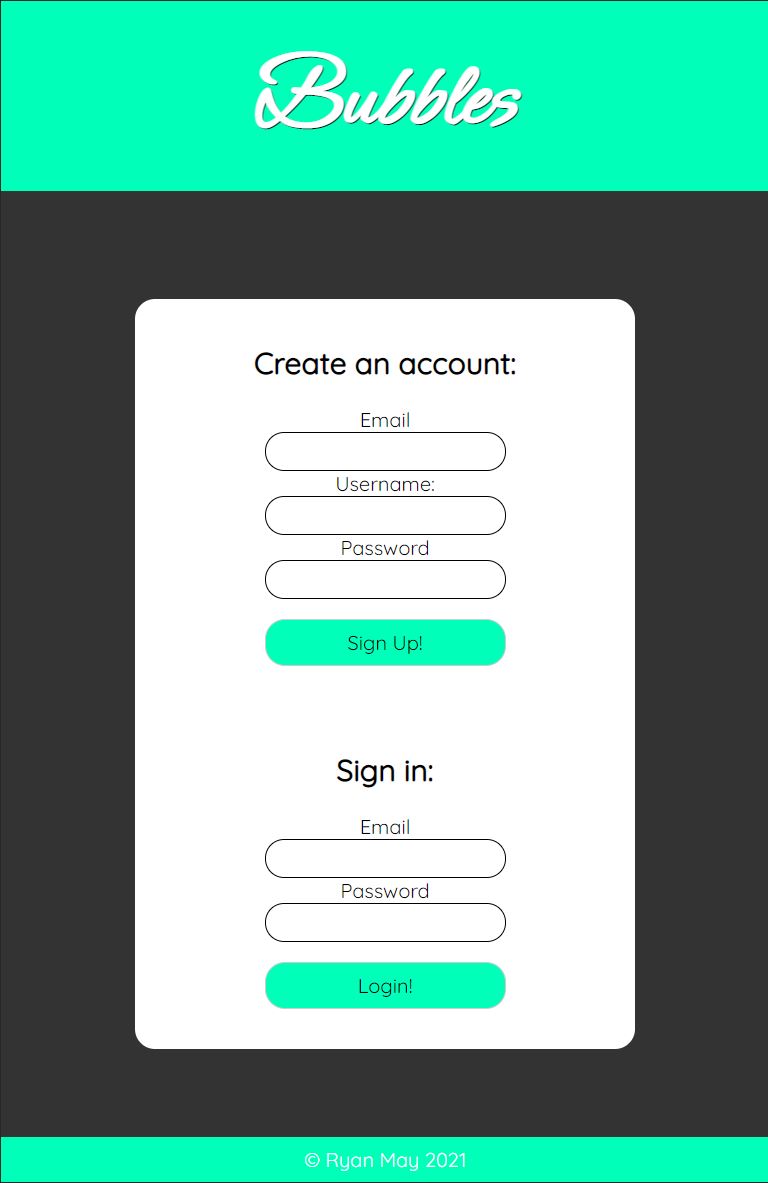 Bubbles
Create an account:
Email
Username:
Password
Sign Up!
Sign in:
Email
Password
Login!
© Ryan May 2021